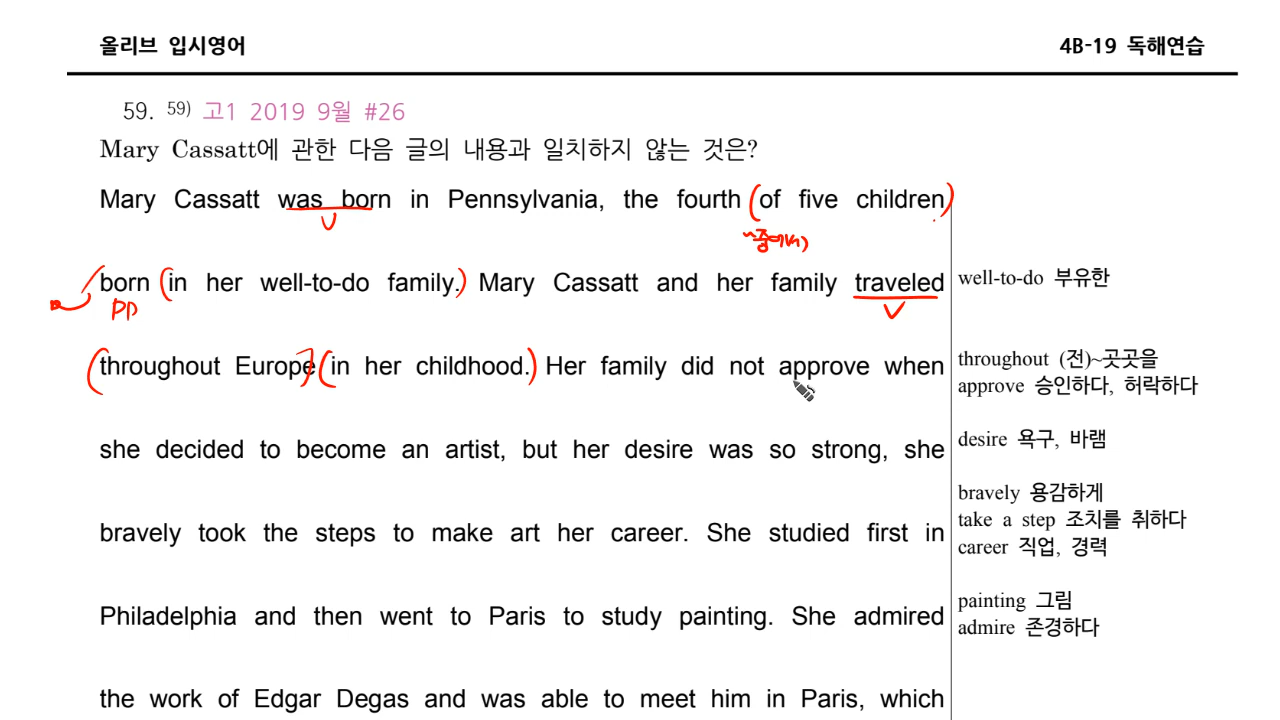 올리브 입시영어
4B-19 독해연습
59. 59) 고1 2019 9월 #26
Mary Cassatt에 관한 다음 글의 내용과 일치하지 않는 것은?
Mary Cassatt was born in Pennsylvania, the fourth (of five children)
V
~중에서)
born (in her well-to-do family.) Mary Cassatt and her family traveled
well-to-do 부유한
PP
V
(throughout Europe) (in her childhood.) Her family did not approve when
throughout (전)~곳곳을
approve 승인하다, 허락하다
she decided to become an artist, but her desire was so strong, she
desire 욕구, 바램
bravely took the steps to make art her career. She studied first in
bravely 용감하게
take a step 조치를 취하다
career 직업, 경력
Philadelphia and then went to Paris to study painting. She admired
painting 그림
admire 존경하다
the work of Edgar Degas and was able to meet him in Paris, which